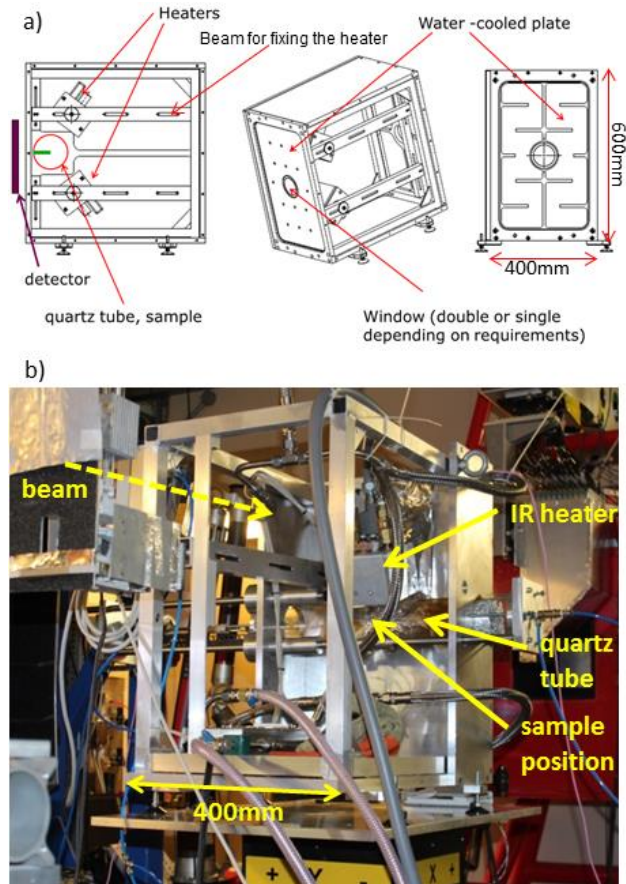 a)
Heaters
Beam for fixing the heater
Water -cooled plate
600mm
400mm
detector
quartz tube, sample
Window (double or single
depending on requirements)
b)
beam
IR heater
quartz
tube
sample
position
400mm
+ Y - X +